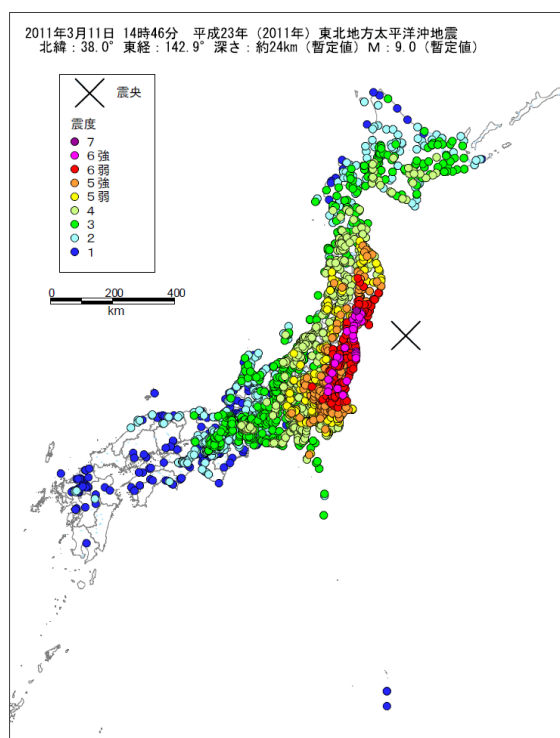 2011年3月11日 14時46分 平成23年（2011年）東北地方太平洋沖地震
北緯：38.0° 東経：142.9° 深さ：約24km（暫定値）M：9.0（暫定値）
震央
震度
7
6強
6弱
5強
5弱
4
3
2
1
0 200 400
km